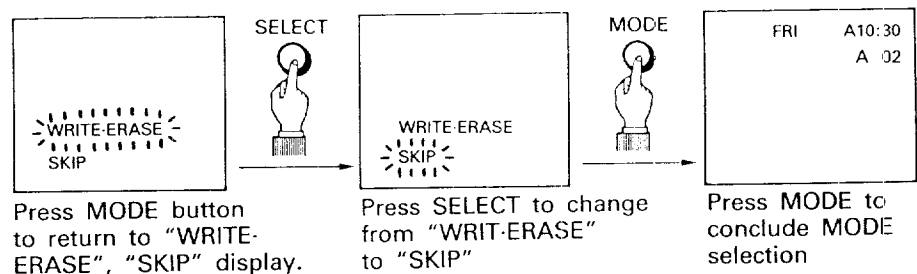 WRITE-ERASE
SKIP
SELECT
WRITE-ERASE
SKIP
MODE
FRI A10:30
A 02
Press MODE button
to return to "WRITE-
ERASE", "SKIP" display.
Press SELECT to change
from "WRIT-ERASE"
to "SKIP"
Press MODE to
conclude MODE
selection